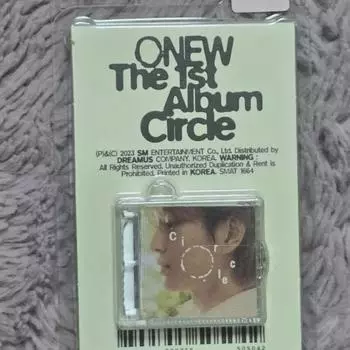 ONEW
The 1st
Album
Circle
(P)&(C) 2023 SM ENTERTAINMENT Co., Ltd. Distributed by
DREAMUS COMPANY. KOREA. WARNING :
All Rights Reserved, Unauthorized Duplication & Rent is
Prohibited. Printed in KOREA. SMAT 1664
Circle